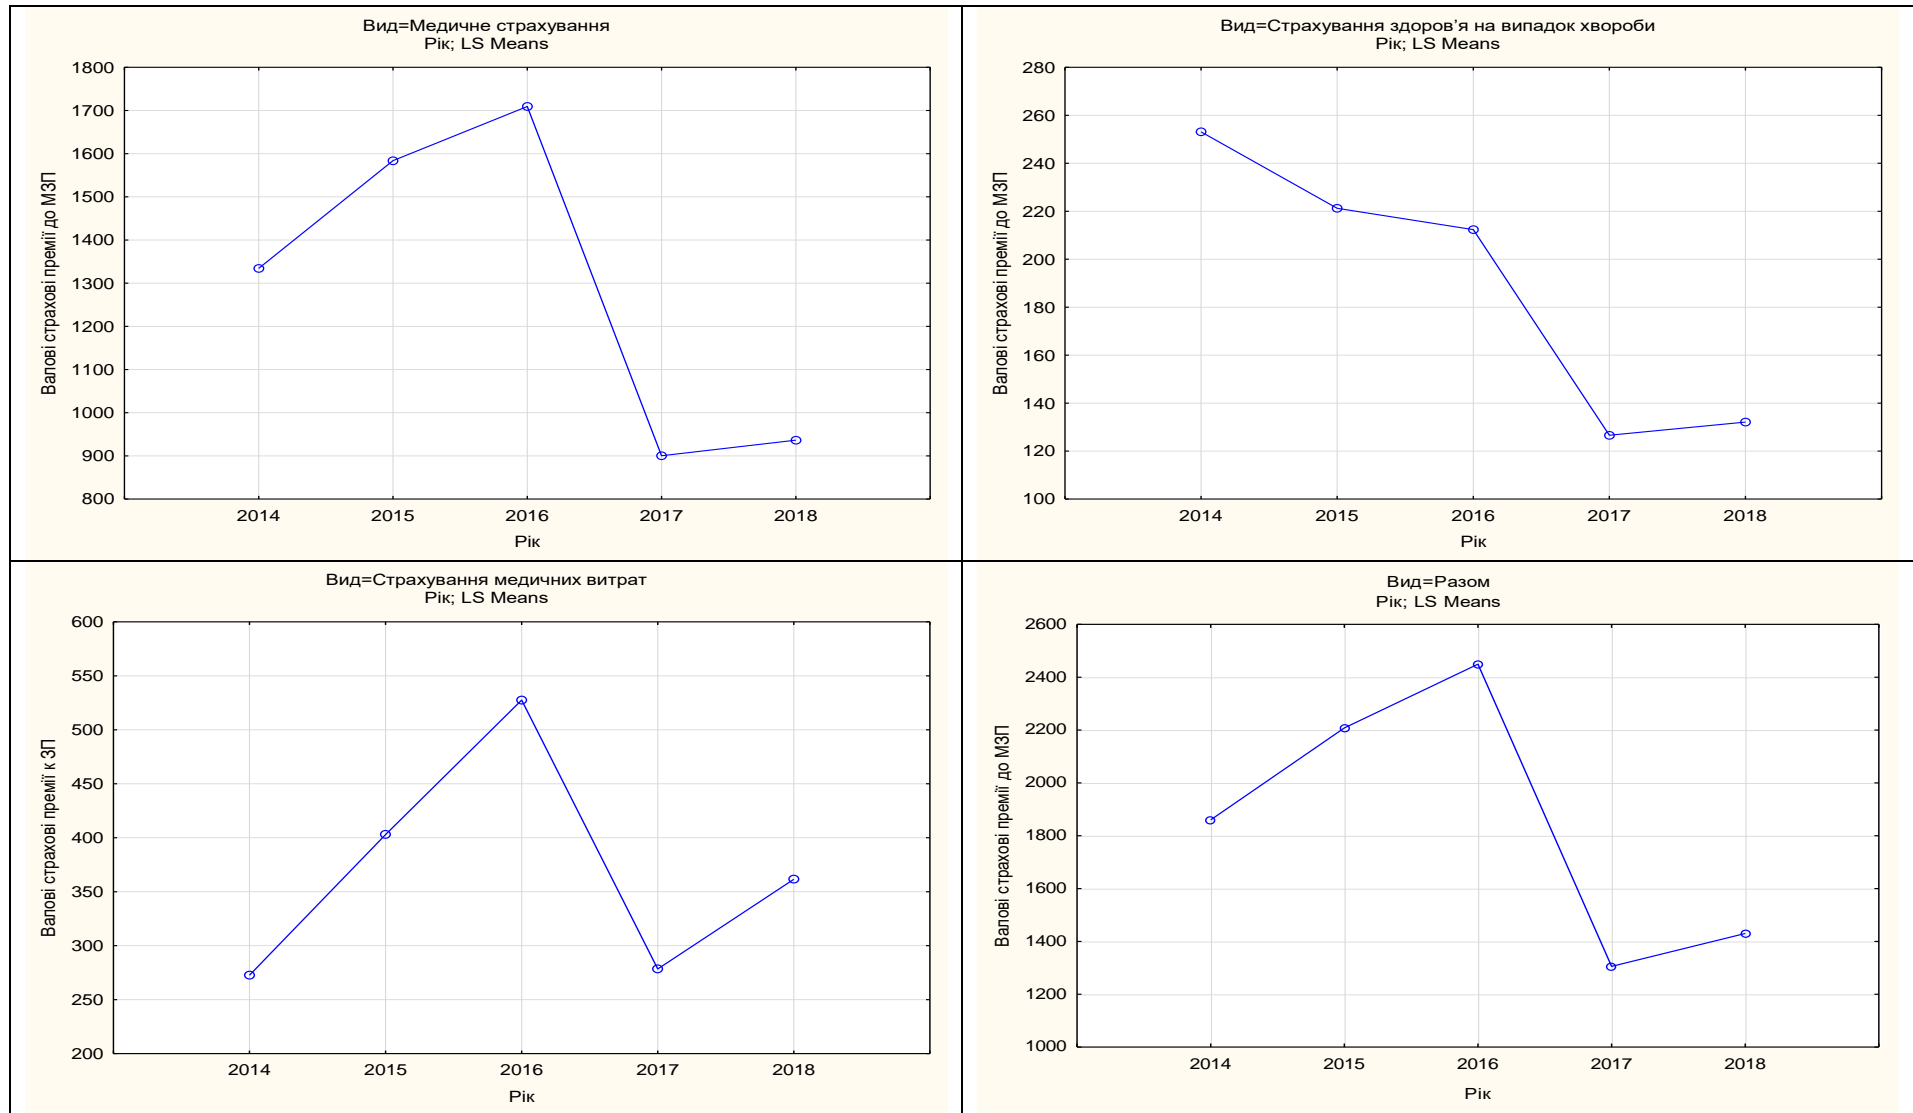 Вид=Медичне страхування
Рік; LS Means
1800
1700
1600
1500
1400
1300
1200
1100
1000
900
800
Валові страхові премії до МЗП
2014 2015 2016 2017 2018
Рік
Вид=Страхування здоров’я на випадок хвороби
Рік; LS Means
280
260
240
220
200
180
160
140
120
100
Валові страхові премії до МЗП
2014 2015 2016 2017 2018
Рік
Вид=Страхування медичних витрат
Рік; LS Means
600
550
500
450
400
350
300
250
200
Валові страхові премії к ЗП
2014 2015 2016 2017 2018
Рік
Вид=Разом
Рік; LS Means
2600
2400
2200
2000
1800
1600
1400
1200
1000
Валові страхові премії до МЗП
2014 2015 2016 2017 2018
Рік